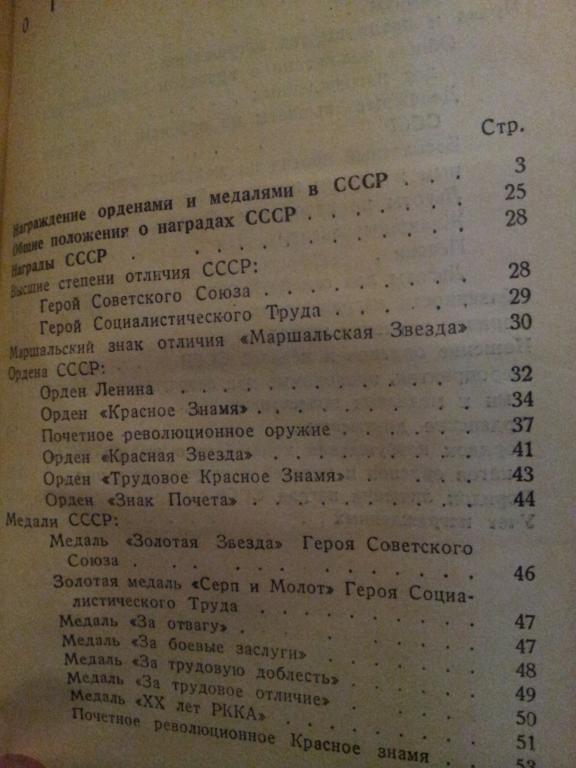 Стр.
Награждение орденами и медалями в СССР . . . 3
Общие положения о наградах СССР . . . . . . 25
Награды СССР . . . . . . . . 28
Высшие степени отличия СССР:
Герой Советского Союза . . . . . . . 28
Герой Социалистического Труда . . . . . 29
Маршальский знак отличия «Маршальская Звезда» 30
Ордена СССР:
Орден Ленина . . . . . . . . . . 32
Орден «Красное Знамя» . . . . . . . . 34
Почетное революционное оружие . . . . . 37
Орден «Красная Звезда» . . . . . . . 41
Орден «Трудовое Красное Знамя» . . . . . 43
Орден «Знак Почета» . . . . . . . . 44
Медали СССР:
Медаль «Золотая Звезда» Героя Советского
Союза . . . . . . . . . . . 46
Золотая медаль «Серп и Молот» Героя Социа-
листического Труда . . . . . . . . 47
Медаль «За отвагу» . . . . . . . . 47
Медаль «За боевые заслуги» . . . . . . 48
Медаль «За трудовую доблесть» . . . . . 49
Медаль «За трудовое отличие» . . . . . 50
Медаль «XX лет РККА» . . . . . . . 51
Почетное революционное Красное знамя . . 53